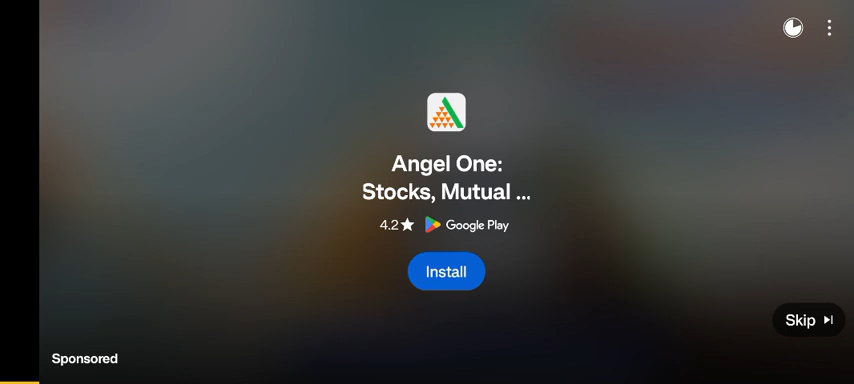 Angel One:
Stocks, Mutual ...
4.2★ Google Play
Install
Skip
Sponsored